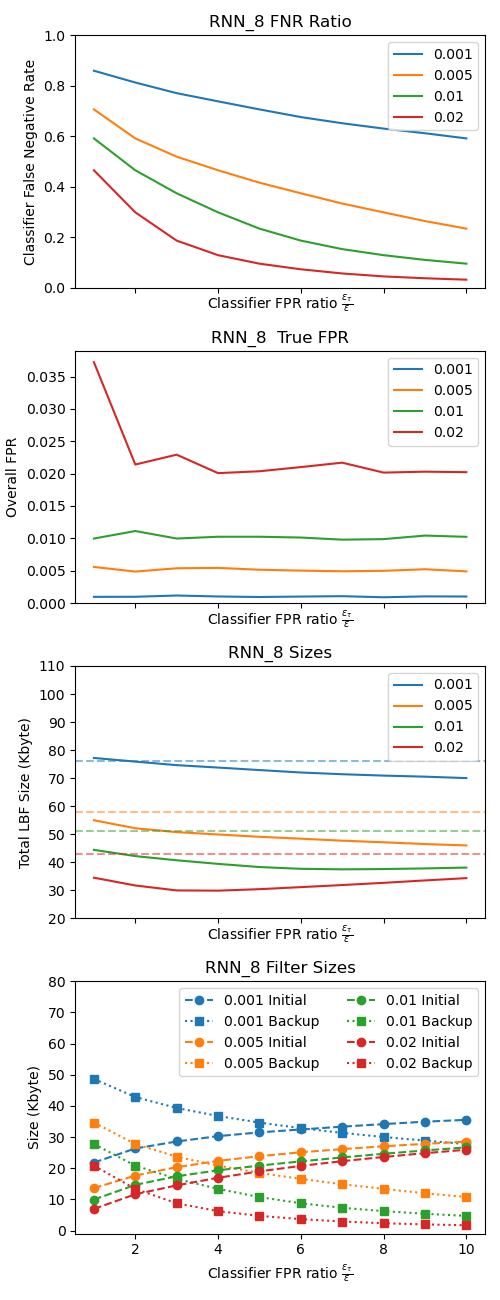 RNN_8 FNR Ratio
Classifier False Negative Rate
1.0
0.8
0.6
0.4
0.2
0.0
0.001
0.005
0.01
0.02
Classifier FPR ratio ε_τ/ε
RNN_8  True FPR
Overall FPR
0.035
0.030
0.025
0.020
0.015
0.010
0.005
0.000
0.001
0.005
0.01
0.02
Classifier FPR ratio ε_τ/ε
RNN_8 Sizes
Total LBF Size (Kbyte)
110
100
90
80
70
60
50
40
30
20
0.001
0.005
0.01
0.02
Classifier FPR ratio ε_τ/ε
RNN_8 Filter Sizes
Size (Kbyte)
80
70
60
50
40
30
20
10
0
0.001 Initial
0.001 Backup
0.005 Initial
0.005 Backup
0.01 Initial
0.01 Backup
0.02 Initial
0.02 Backup
2 4 6 8 10
Classifier FPR ratio ε_τ/ε